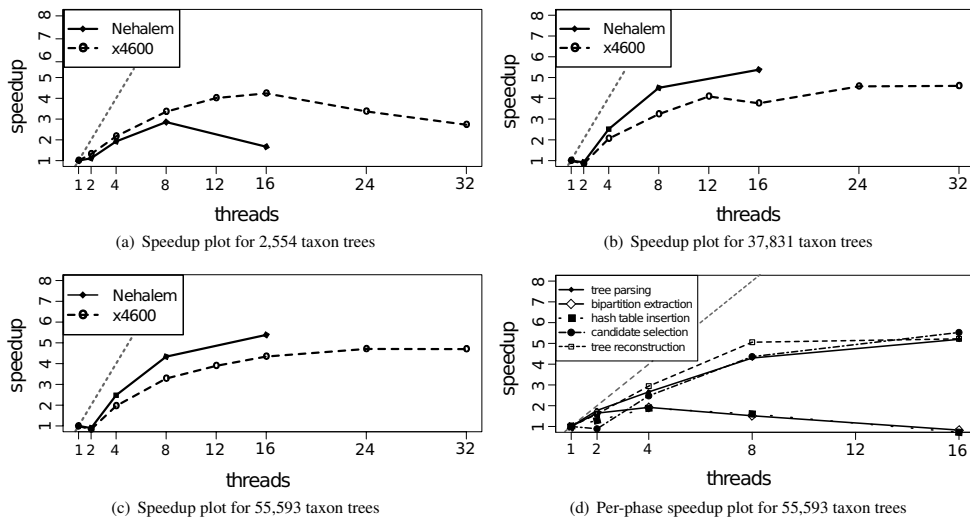 8
7
6
5
4
3
2
1
speedup
Nehalem
x4600
1 2 4 8 12 16 24 32
threads
(a) Speedup plot for 2,554 taxon trees
8
7
6
5
4
3
2
1
speedup
Nehalem
x4600
1 2 4 8 12 16 24 32
threads
(b) Speedup plot for 37,831 taxon trees
8
7
6
5
4
3
2
1
speedup
Nehalem
x4600
1 2 4 8 12 16 24 32
threads
(c) Speedup plot for 55,593 taxon trees
8
7
6
5
4
3
2
1
speedup
tree parsing
bipartition extraction
hash table insertion
candidate selection
tree reconstruction
1 2 4 8 12 16
threads
(d) Per-phase speedup plot for 55,593 taxon trees